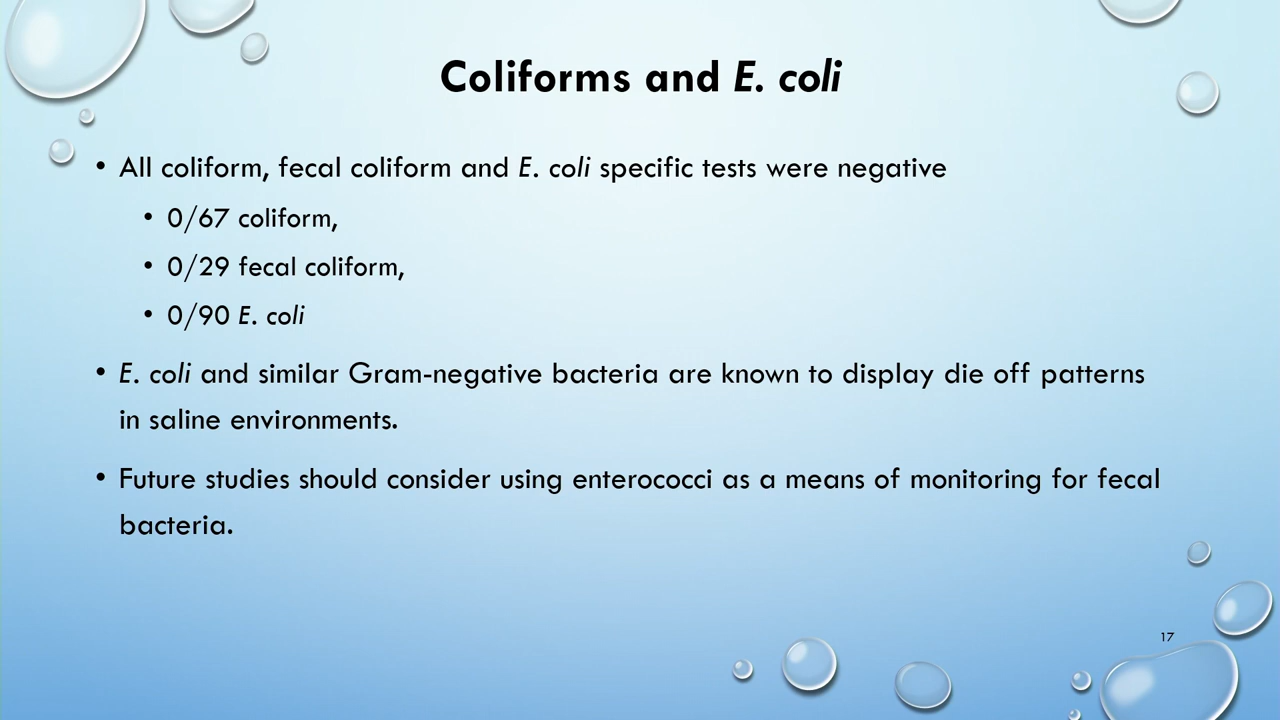 Coliforms and E. coli
• All coliform, fecal coliform and E. coli specific tests were negative
• 0/67 coliform,
• 0/29 fecal coliform,
• 0/90 E. coli
• E. coli and similar Gram-negative bacteria are known to display die off patterns
in saline environments.
• Future studies should consider using enterococci as a means of monitoring for fecal
bacteria.
17